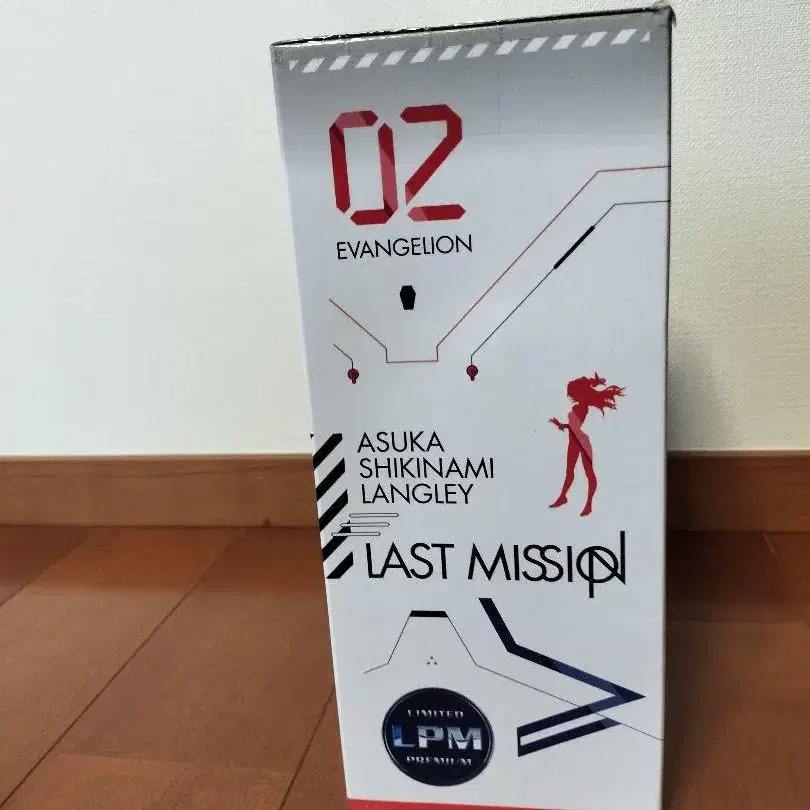 02
EVANGELION
ASUKA
SHIKINAMI
LANGLEY
LAST MISSION
LIMITED
LPM
PREMIUM